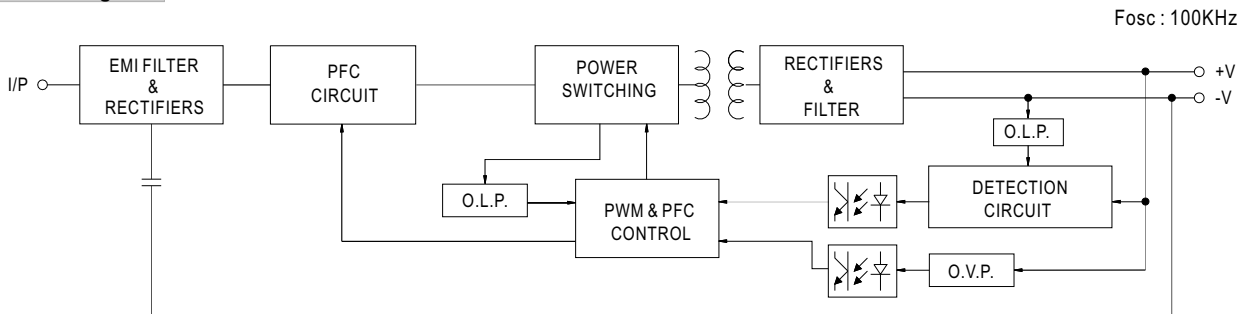 Fosc : 100KHz
I/P
EMI FILTER
&
RECTIFIERS
PFC
CIRCUIT
POWER
SWITCHING
RECTIFIERS
&
FILTER
+V
-V
O.L.P.
O.L.P.
PWM & PFC
CONTROL
DETECTION
CIRCUIT
O.V.P.